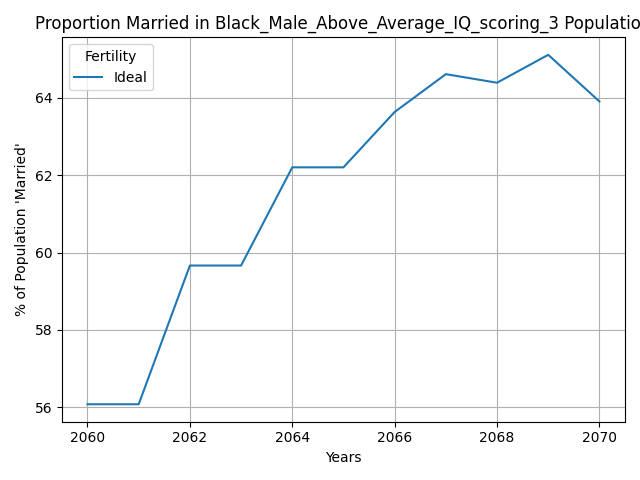 Proportion Married in Black_Male_Above_Average_IQ_scoring_3 Populatio
Fertility
Ideal
64
62
60
58
56
% of Population 'Married'
2060 2062 2064 2066 2068 2070
Years